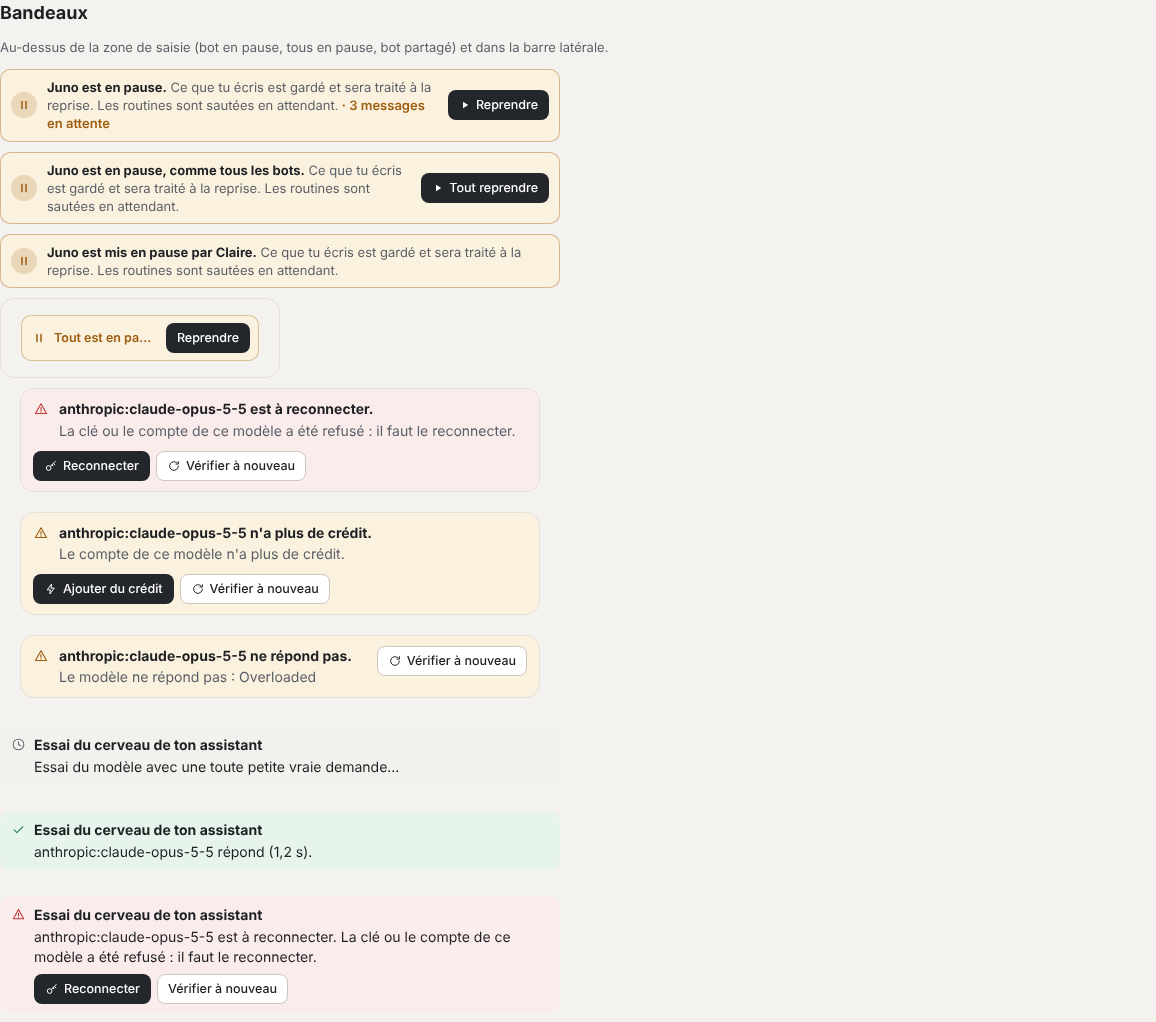 Bandeaux
Au-dessus de la zone de saisie (bot en pause, tous en pause, bot partagé) et dans la barre latérale.
Juno est en pause. Ce que tu écris est gardé et sera traité à la
reprise. Les routines sont sautées en attendant. · 3 messages
en attente
Reprendre
Juno est en pause, comme tous les bots. Ce que tu écris
est gardé et sera traité à la reprise. Les routines sont
sautées en attendant.
Tout reprendre
Juno est mis en pause par Claire. Ce que tu écris est gardé et sera traité à la
reprise. Les routines sont sautées en attendant.
Tout est en pa...
Reprendre
anthropic:claude-opus-5-5 est à reconnecter.
La clé ou le compte de ce modèle a été refusé : il faut le reconnecter.
Reconnecter
Vérifier à nouveau
anthropic:claude-opus-5-5 n'a plus de crédit.
Le compte de ce modèle n'a plus de crédit.
Ajouter du crédit
Vérifier à nouveau
anthropic:claude-opus-5-5 ne répond pas.
Le modèle ne répond pas : Overloaded
Vérifier à nouveau
Essai du cerveau de ton assistant
Essai du modèle avec une toute petite vraie demande...
Essai du cerveau de ton assistant
anthropic:claude-opus-5-5 répond (1,2 s).
Essai du cerveau de ton assistant
anthropic:claude-opus-5-5 est à reconnecter. La clé ou le compte de ce
modèle a été refusé : il faut le reconnecter.
Reconnecter
Vérifier à nouveau